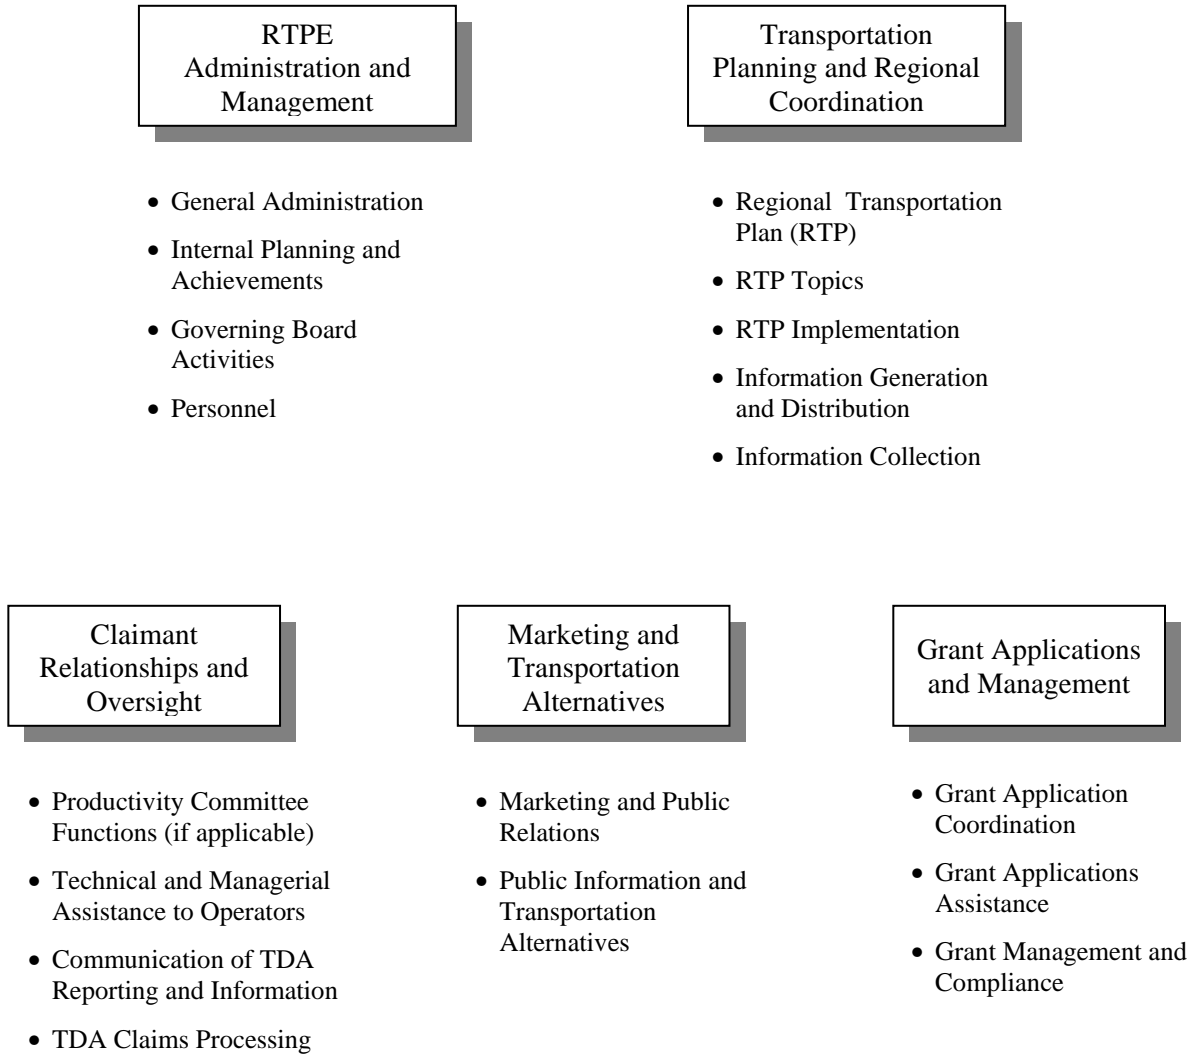 RTPE
Administration and
Management
• General Administration
• Internal Planning and
Achievements
• Governing Board
Activities
• Personnel
Transportation
Planning and Regional
Coordination
• Regional Transportation
Plan (RTP)
• RTP Topics
• RTP Implementation
• Information Generation
and Distribution
• Information Collection
Claimant
Relationships and
Oversight
• Productivity Committee
Functions (if applicable)
• Technical and Managerial
Assistance to Operators
• Communication of TDA
Reporting and Information
• TDA Claims Processing
Marketing and
Transportation
Alternatives
• Marketing and Public
Relations
• Public Information and
Transportation
Alternatives
Grant Applications
and Management
• Grant Application
Coordination
• Grant Applications
Assistance
• Grant Management and
Compliance